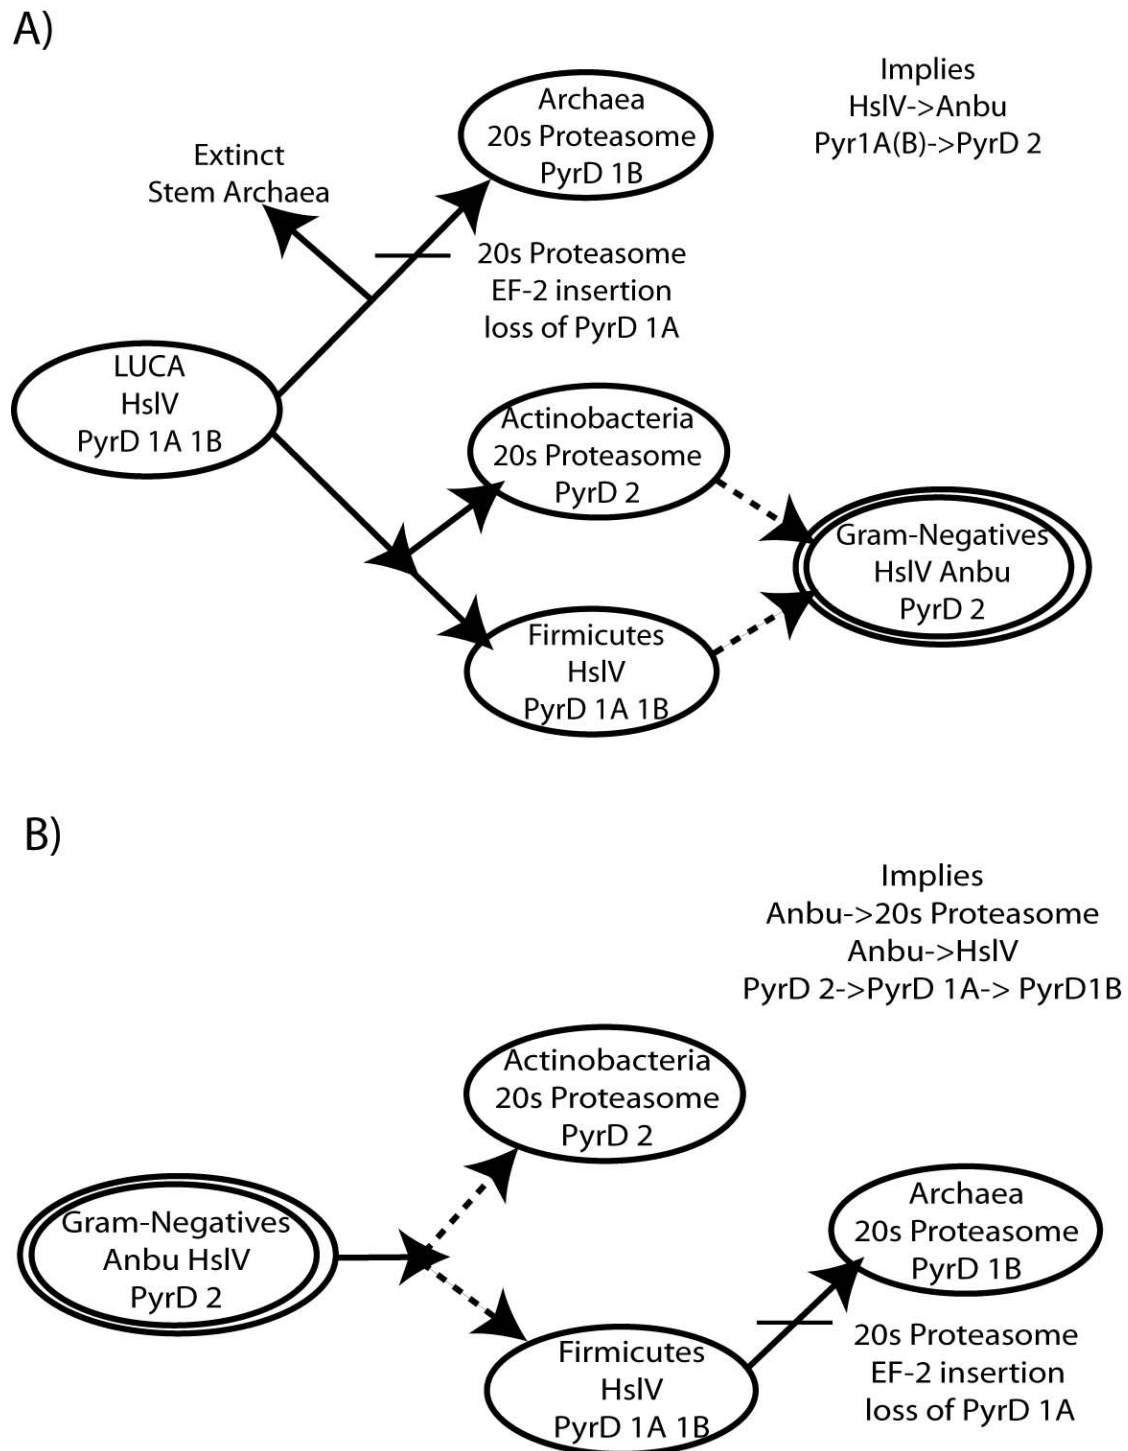 A)
Implies
HslV->Anbu
Pyr1A(B)->PyrD 2
Archaea
20s Proteasome
PyrD 1B
Extinct
Stem Archaea
20s Proteasome
EF-2 insertion
loss of PyrD 1A
LUCA
HslV
PyrD 1A 1B
Actinobacteria
20s Proteasome
PyrD 2
Gram-Negatives
HslV Anbu
PyrD 2
Firmicutes
HslV
PyrD 1A 1B
B)
Implies
Anbu->20s Proteasome
Anbu->HslV
PyrD 2->PyrD 1A-> PyrD1B
Actinobacteria
20s Proteasome
PyrD 2
Gram-Negatives
Anbu HslV
PyrD 2
Archaea
20s Proteasome
PyrD 1B
Firmicutes
HslV
PyrD 1A 1B
20s Proteasome
EF-2 insertion
loss of PyrD 1A